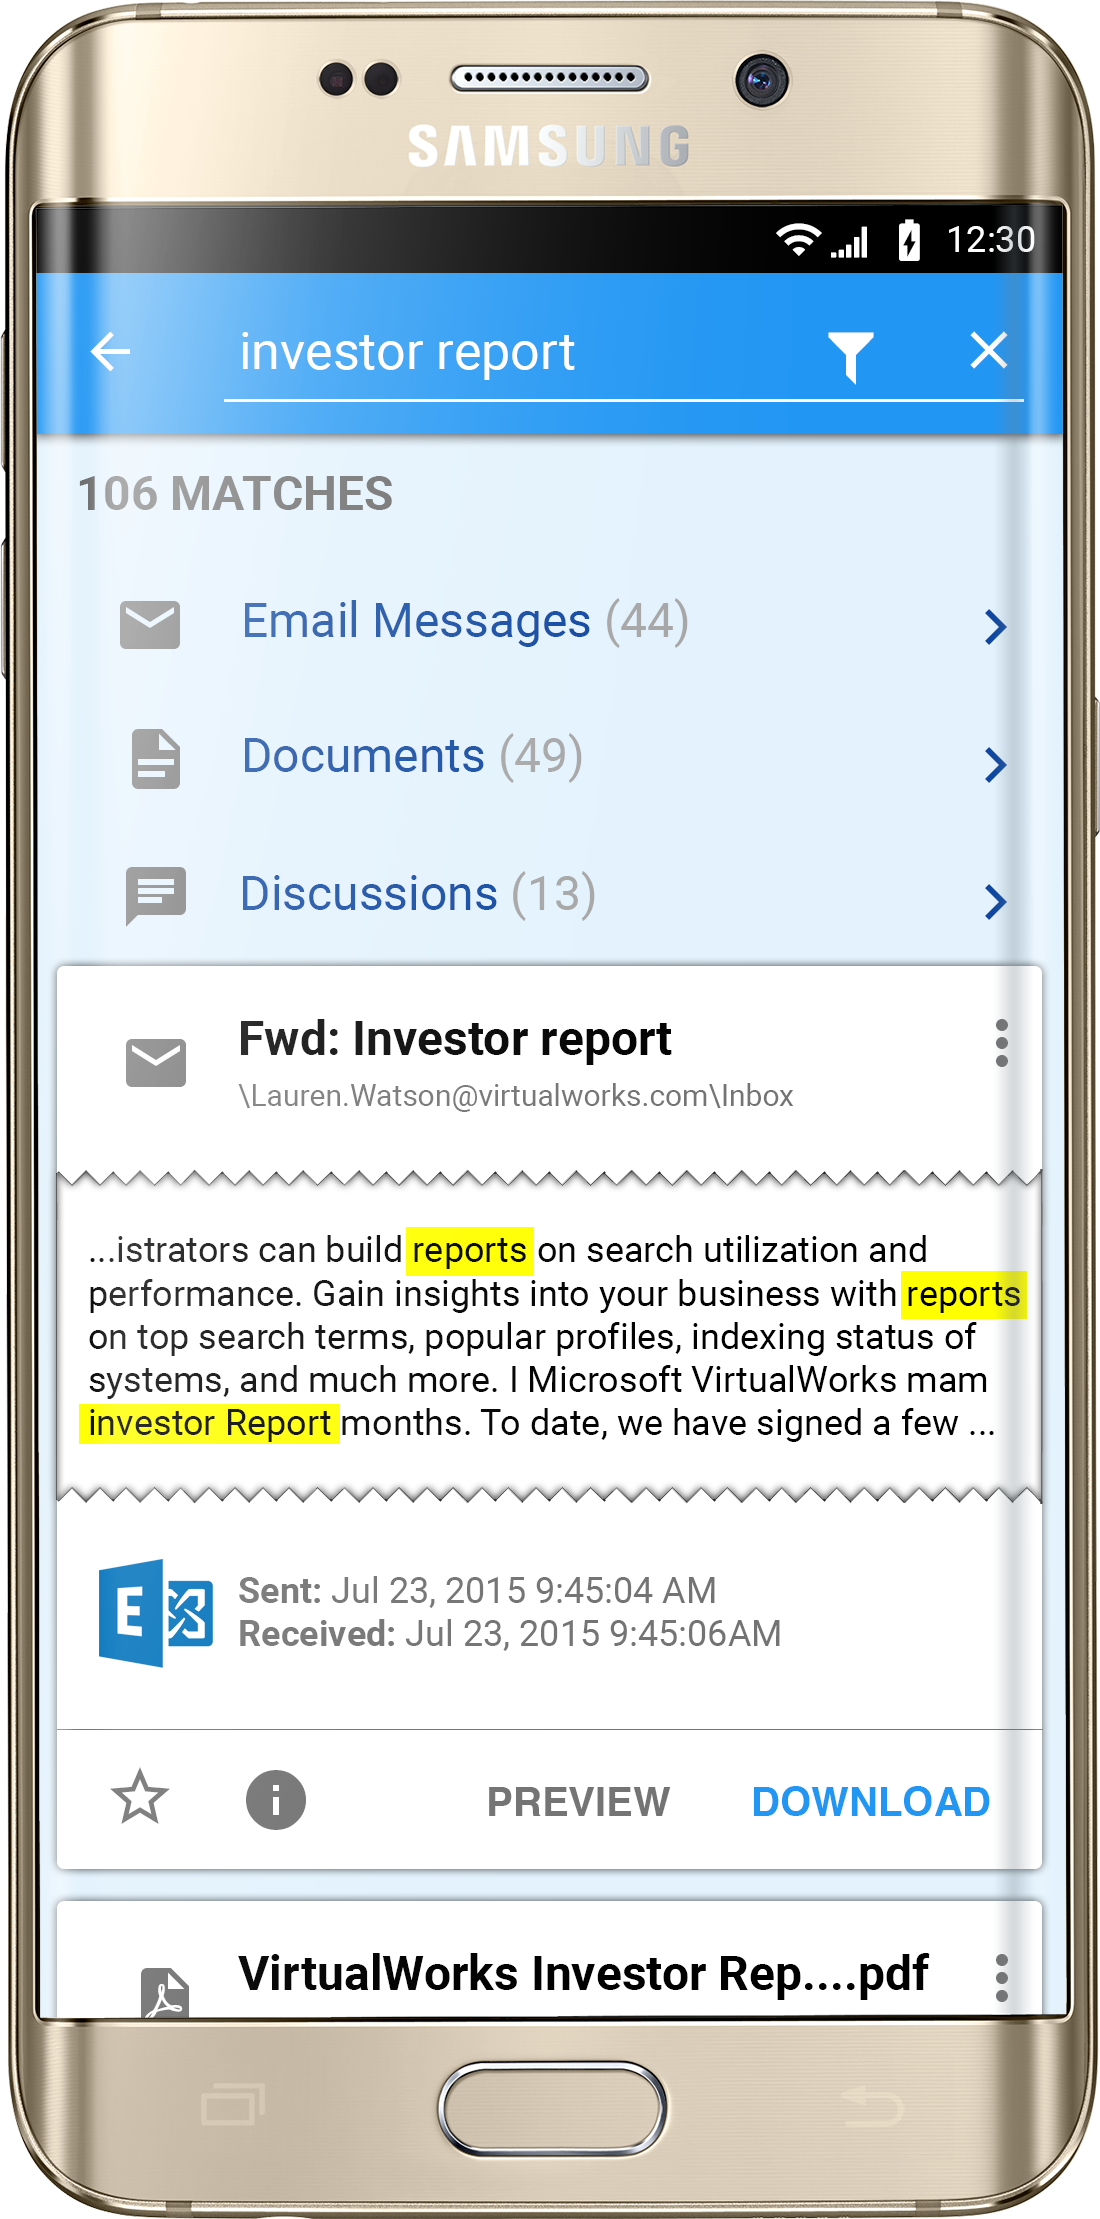 SAMSUNG
12:30
investor report
106 MATCHES
Email Messages (44)
Documents (49)
Discussions (13)
Fwd: Investor report
\Lauren.Watson@virtualworks.com\Inbox
...istrators can build reports on search utilization and
performance. Gain insights into your business with reports
on top search terms, popular profiles, indexing status of
systems, and much more. I Microsoft VirtualWorks mam
investor Report months. To date, we have signed a few ...
E
Sent: Jul 23, 2015 9:45:04 AM
Received: Jul 23, 2015 9:45:06AM
PREVIEW DOWNLOAD
VirtualWorks Investor Rep....pdf